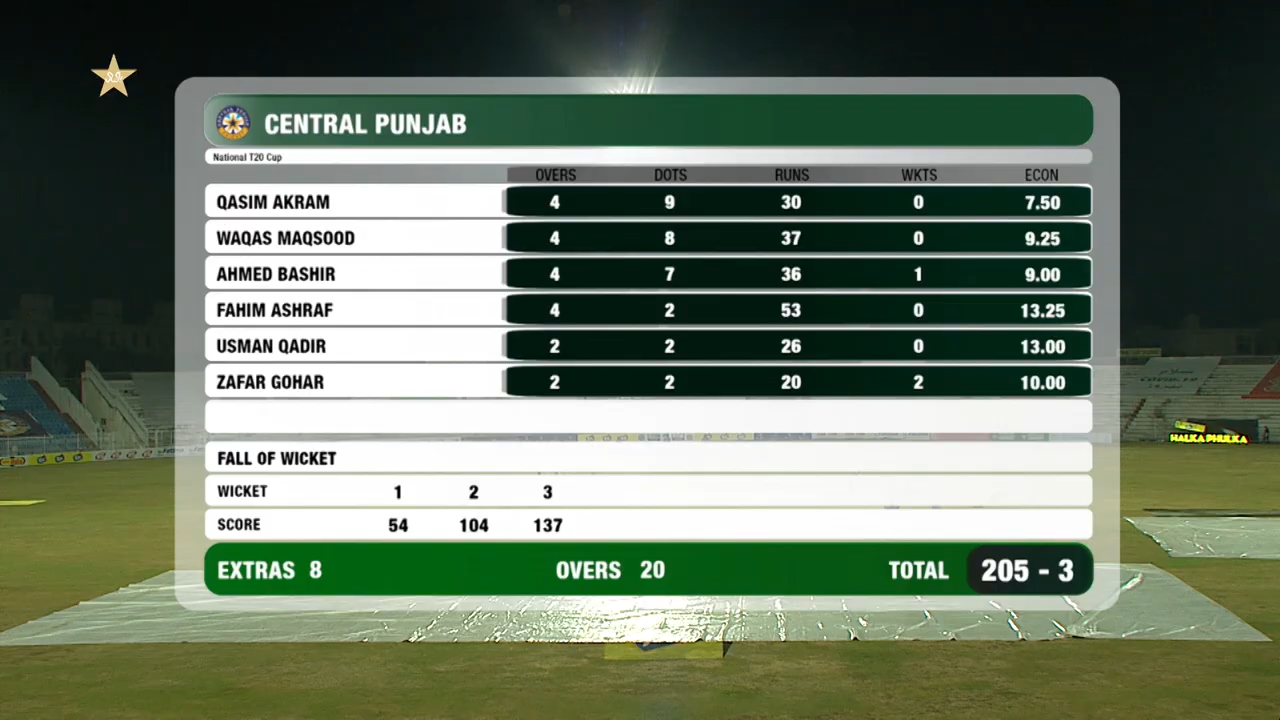 CENTRAL PUNJAB
National T20 Cup
OVERS DOTS RUNS WKTS ECON
QASIM AKRAM 4 9 30 0 7.50
WAQAS MAQSOOD 4 8 37 0 9.25
AHMED BASHIR 4 7 36 1 9.00
FAHIM ASHRAF 4 2 53 0 13.25
USMAN QADIR 2 2 26 0 13.00
ZAFAR GOHAR 2 2 20 2 10.00
HALKA PHULKA
FALL OF WICKET
WICKET 1 2 3
SCORE 54 104 137
EXTRAS 8 OVERS 20 TOTAL 205 - 3